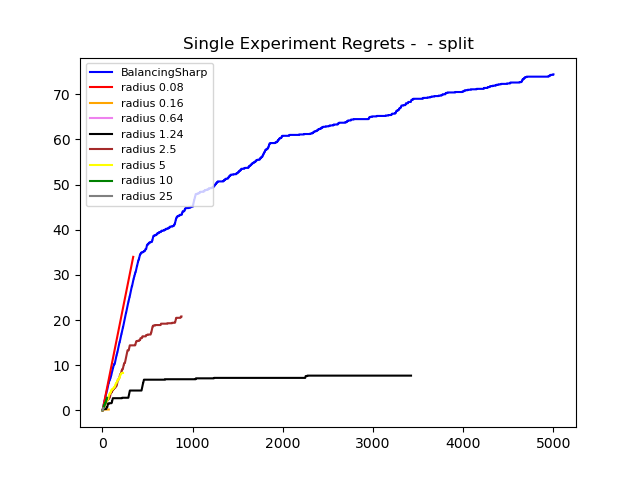 Single Experiment Regrets -  - split
BalancingSharp
radius 0.08
radius 0.16
radius 0.64
radius 1.24
radius 2.5
radius 5
radius 10
radius 25
70
60
50
40
30
20
10
0
0 1000 2000 3000 4000 5000